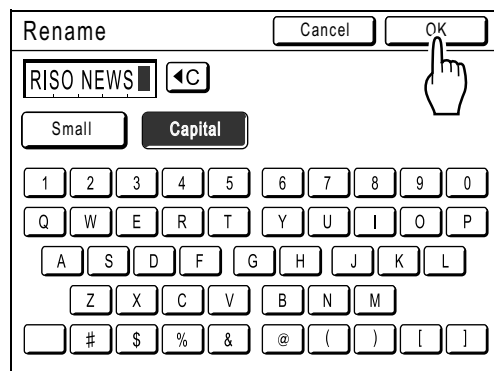 Rename Cancel OK
RISO NEWS ◀C
Small Capital
1 2 3 4 5 6 7 8 9 0
Q W E R T Y U I O P
A S D F G H J K L
Z X C V B N M
# $ % & @ ( ) [ ]